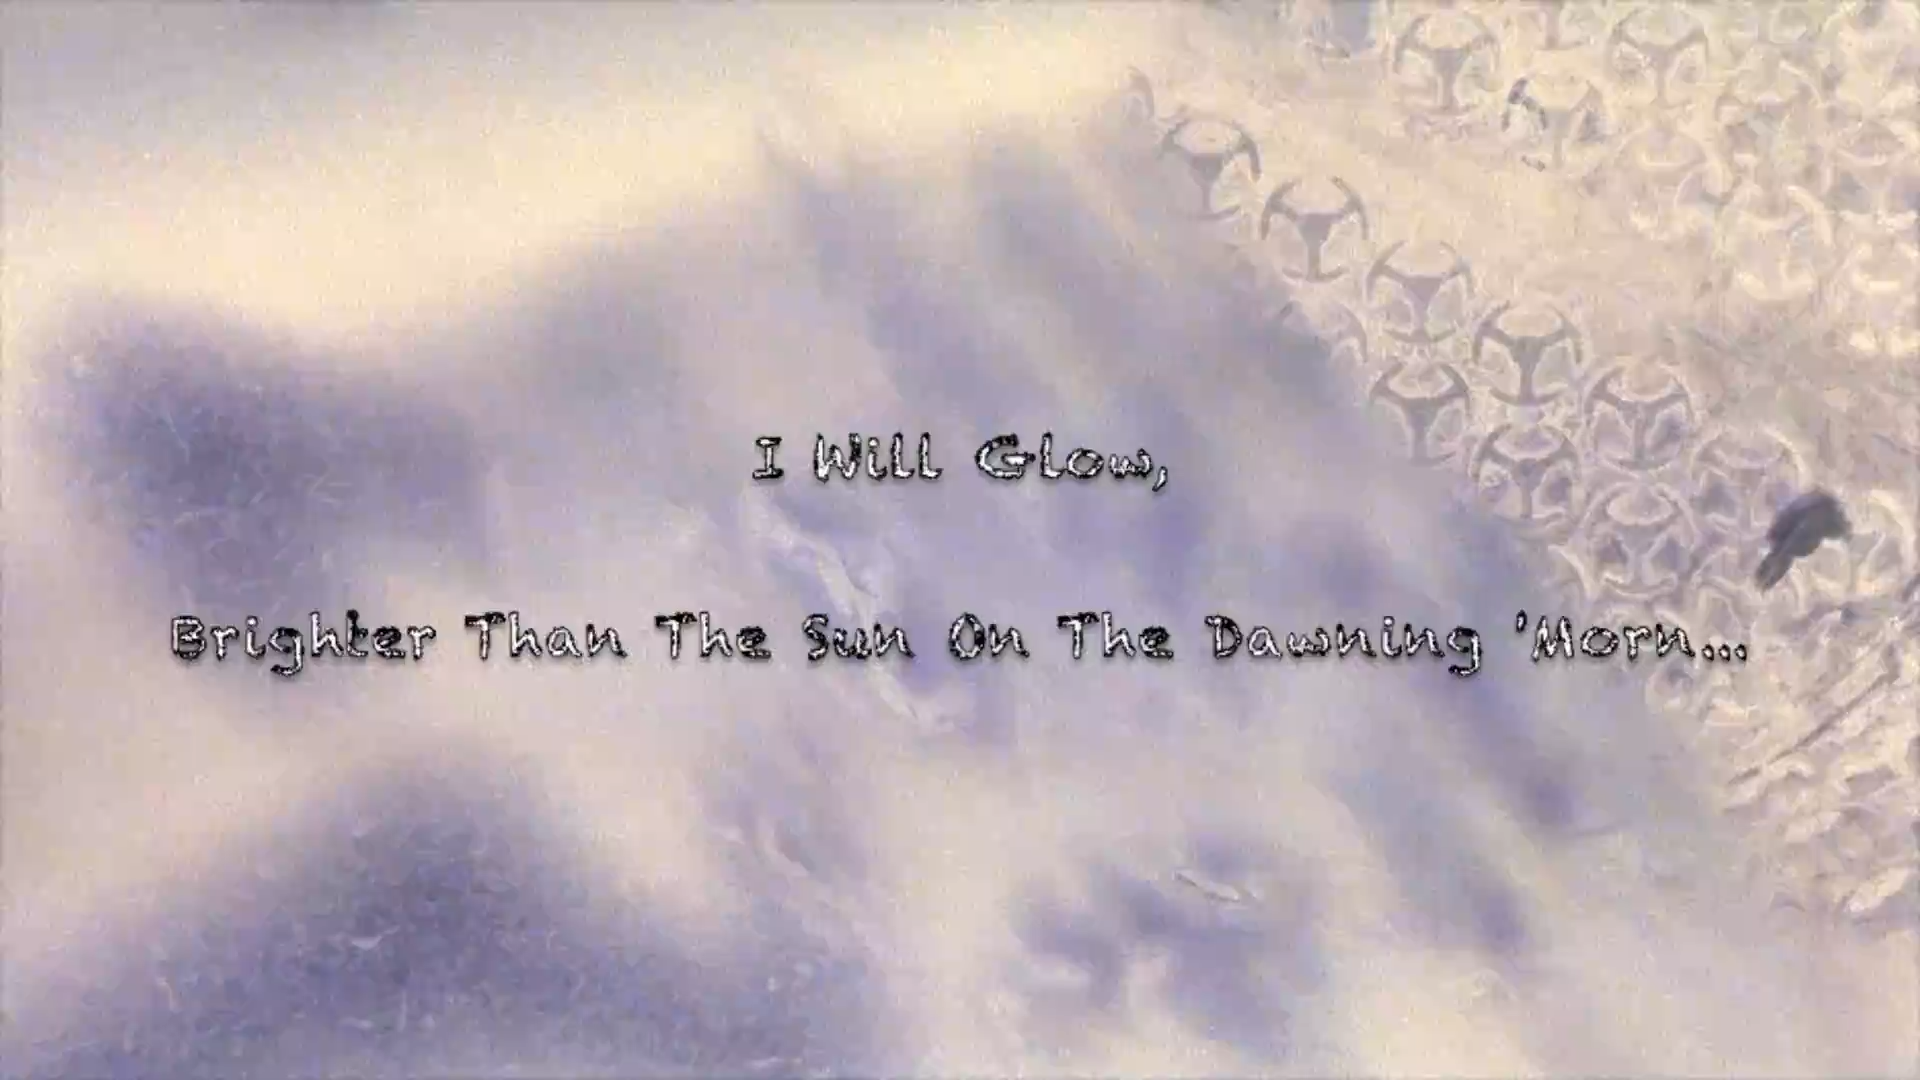 I Will Glow,
Brighter Than The Sun On The Dawning 'Morn...